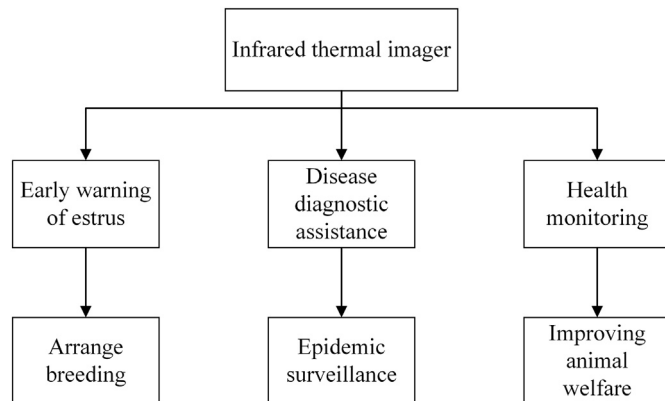 Infrared thermal imager
Early warning
of estrus
Disease
diagnostic
assistance
Health
monitoring
Arrange
breeding
Epidemic
surveillance
Improving
animal
welfare